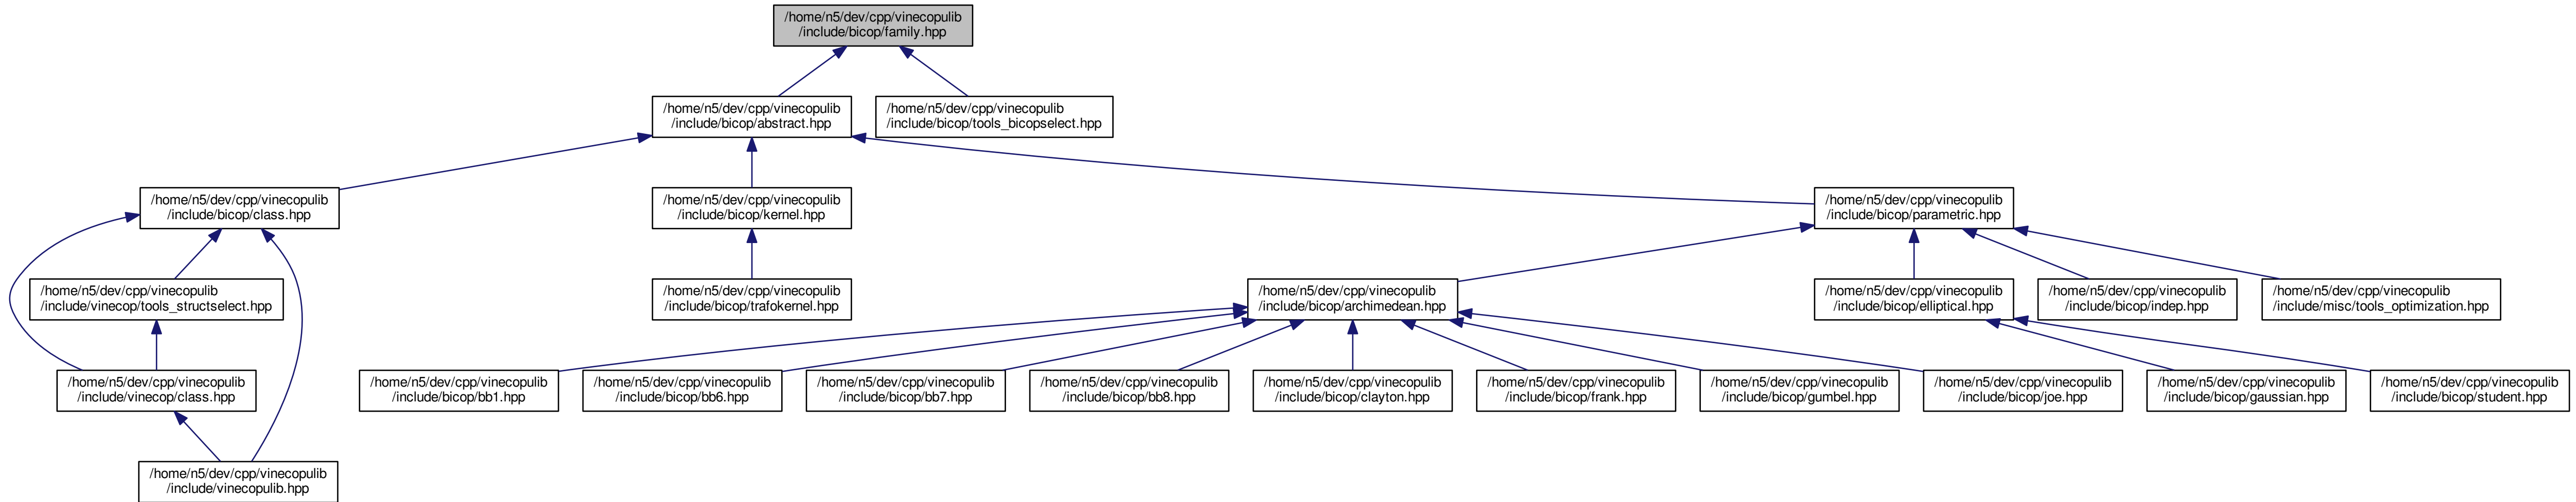 /home/n5/dev/cpp/vinecopulib
/include/bicop/family.hpp
/home/n5/dev/cpp/vinecopulib
/include/bicop/abstract.hpp
/home/n5/dev/cpp/vinecopulib
/include/bicop/tools_bicopselect.hpp
/home/n5/dev/cpp/vinecopulib
/include/bicop/class.hpp
/home/n5/dev/cpp/vinecopulib
/include/bicop/kernel.hpp
/home/n5/dev/cpp/vinecopulib
/include/bicop/parametric.hpp
/home/n5/dev/cpp/vinecopulib
/include/vinecop/tools_structselect.hpp
/home/n5/dev/cpp/vinecopulib
/include/bicop/trafokernel.hpp
/home/n5/dev/cpp/vinecopulib
/include/bicop/archimedean.hpp
/home/n5/dev/cpp/vinecopulib
/include/bicop/elliptical.hpp
/home/n5/dev/cpp/vinecopulib
/include/bicop/indep.hpp
/home/n5/dev/cpp/vinecopulib
/include/misc/tools_optimization.hpp
/home/n5/dev/cpp/vinecopulib
/include/vinecop/class.hpp
/home/n5/dev/cpp/vinecopulib
/include/bicop/bb1.hpp
/home/n5/dev/cpp/vinecopulib
/include/bicop/bb6.hpp
/home/n5/dev/cpp/vinecopulib
/include/bicop/bb7.hpp
/home/n5/dev/cpp/vinecopulib
/include/bicop/bb8.hpp
/home/n5/dev/cpp/vinecopulib
/include/bicop/clayton.hpp
/home/n5/dev/cpp/vinecopulib
/include/bicop/frank.hpp
/home/n5/dev/cpp/vinecopulib
/include/bicop/gumbel.hpp
/home/n5/dev/cpp/vinecopulib
/include/bicop/joe.hpp
/home/n5/dev/cpp/vinecopulib
/include/bicop/gaussian.hpp
/home/n5/dev/cpp/vinecopulib
/include/bicop/student.hpp
/home/n5/dev/cpp/vinecopulib
/include/vinecopulib.hpp